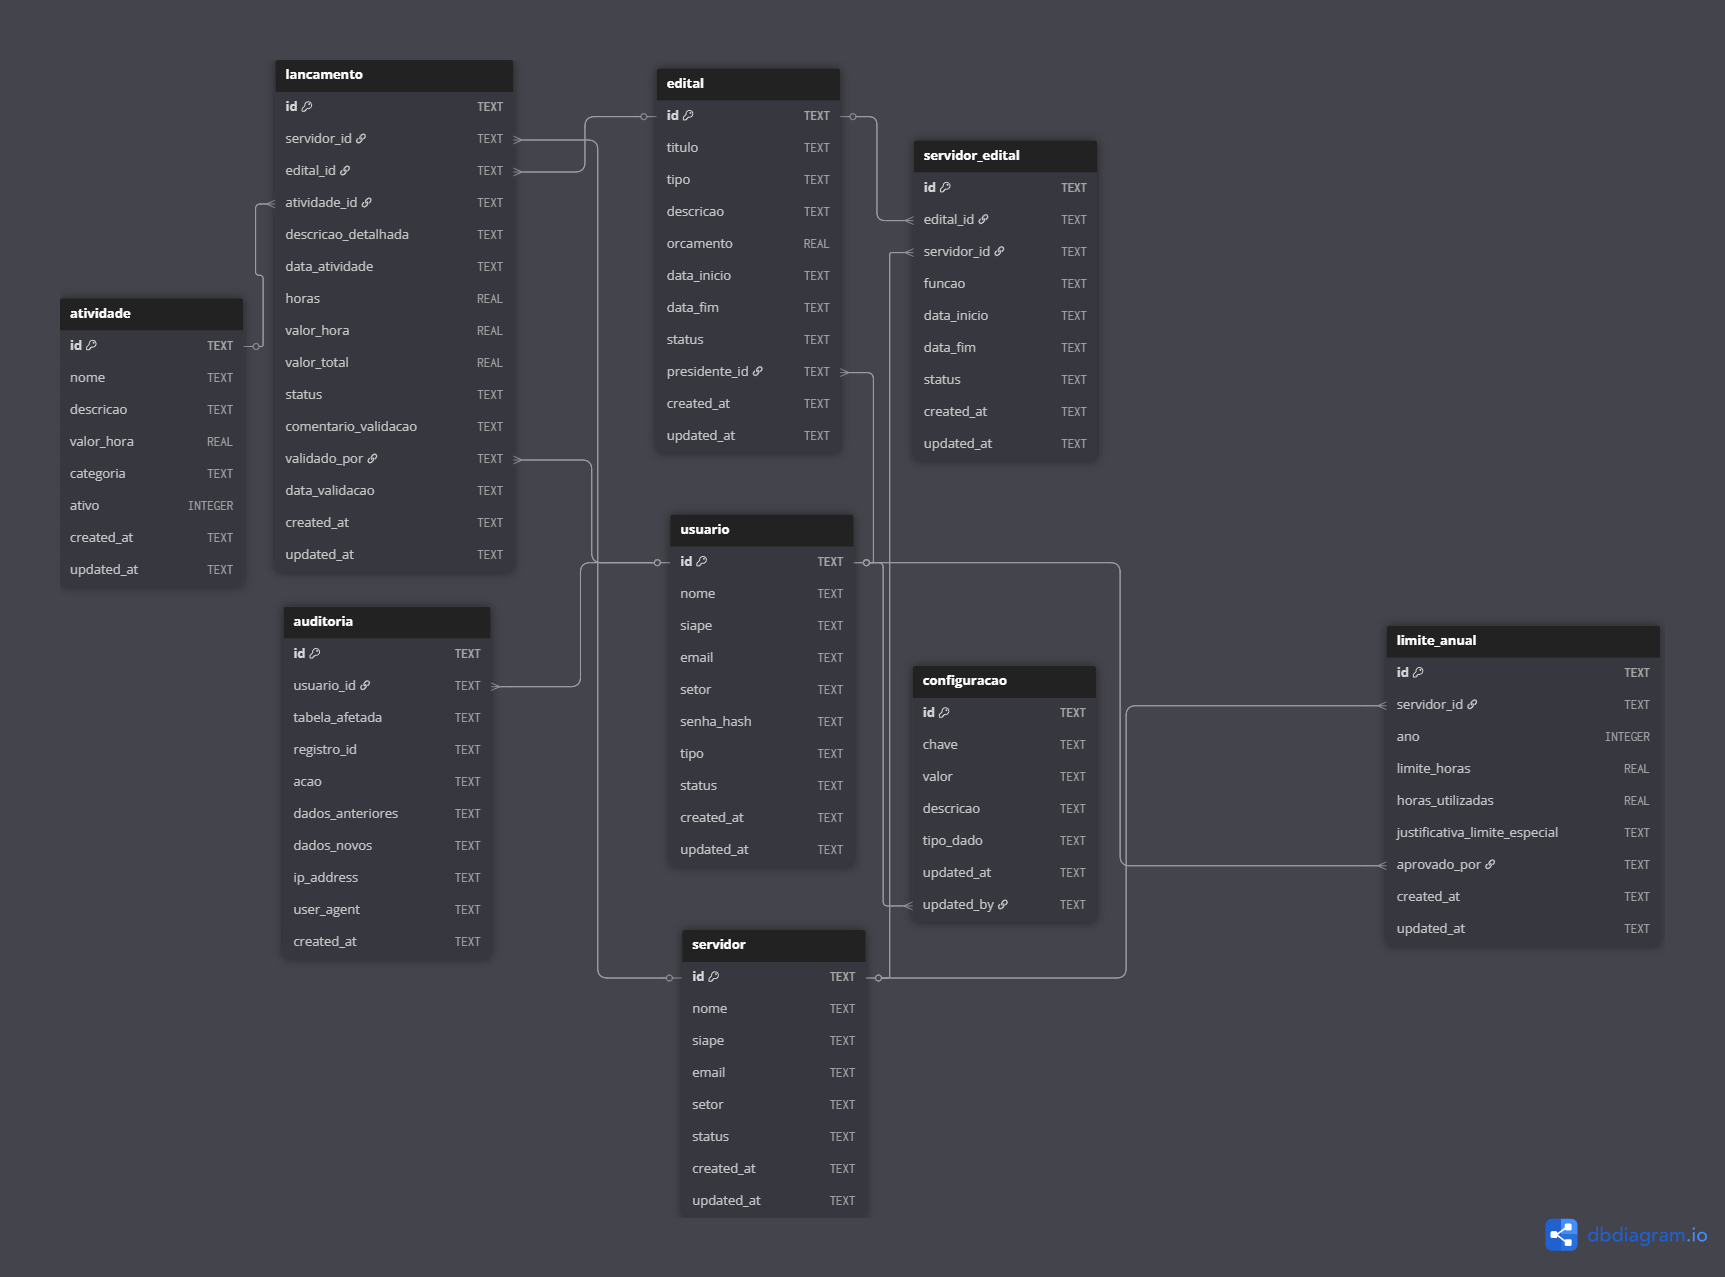 lancamento
id TEXT
servidor_id TEXT
edital_id TEXT
atividade_id TEXT
descricao_detalhada TEXT
data_atividade TEXT
horas REAL
valor_hora REAL
valor_total REAL
status TEXT
comentario_validacao TEXT
validado_por TEXT
data_validacao TEXT
created_at TEXT
updated_at TEXT
edital
id TEXT
titulo TEXT
tipo TEXT
descricao TEXT
orcamento REAL
data_inicio TEXT
data_fim TEXT
status TEXT
presidente_id TEXT
created_at TEXT
updated_at TEXT
servidor_edital
id TEXT
edital_id TEXT
servidor_id TEXT
funcao TEXT
data_inicio TEXT
data_fim TEXT
status TEXT
created_at TEXT
updated_at TEXT
atividade
id TEXT
nome TEXT
descricao TEXT
valor_hora REAL
categoria TEXT
ativo INTEGER
created_at TEXT
updated_at TEXT
usuario
id TEXT
nome TEXT
siape TEXT
email TEXT
setor TEXT
senha_hash TEXT
tipo TEXT
status TEXT
created_at TEXT
updated_at TEXT
auditoria
id TEXT
usuario_id TEXT
tabela_afetada TEXT
registro_id TEXT
acao TEXT
dados_anteriores TEXT
dados_novos TEXT
ip_address TEXT
user_agent TEXT
created_at TEXT
configuracao
id TEXT
chave TEXT
valor TEXT
descricao TEXT
tipo_dado TEXT
updated_at TEXT
updated_by TEXT
limite_anual
id TEXT
servidor_id TEXT
ano INTEGER
limite_horas REAL
horas_utilizadas REAL
justificativa_limite_especial TEXT
aprovado_por TEXT
created_at TEXT
updated_at TEXT
servidor
id TEXT
nome TEXT
siape TEXT
email TEXT
setor TEXT
status TEXT
created_at TEXT
updated_at TEXT
dbdiagram.io